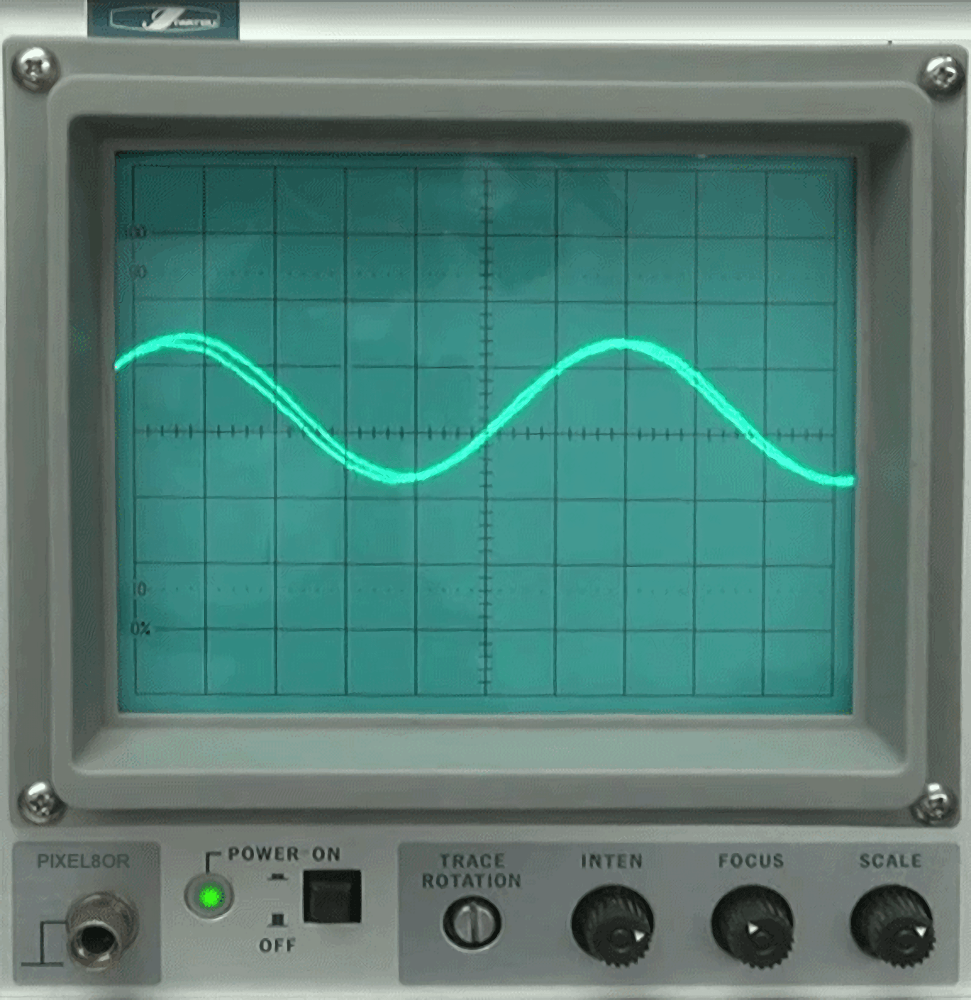 100
90
10
0%
PIXEL8OR
POWER ON
OFF
TRACE
ROTATION
INTEN
FOCUS
SCALE